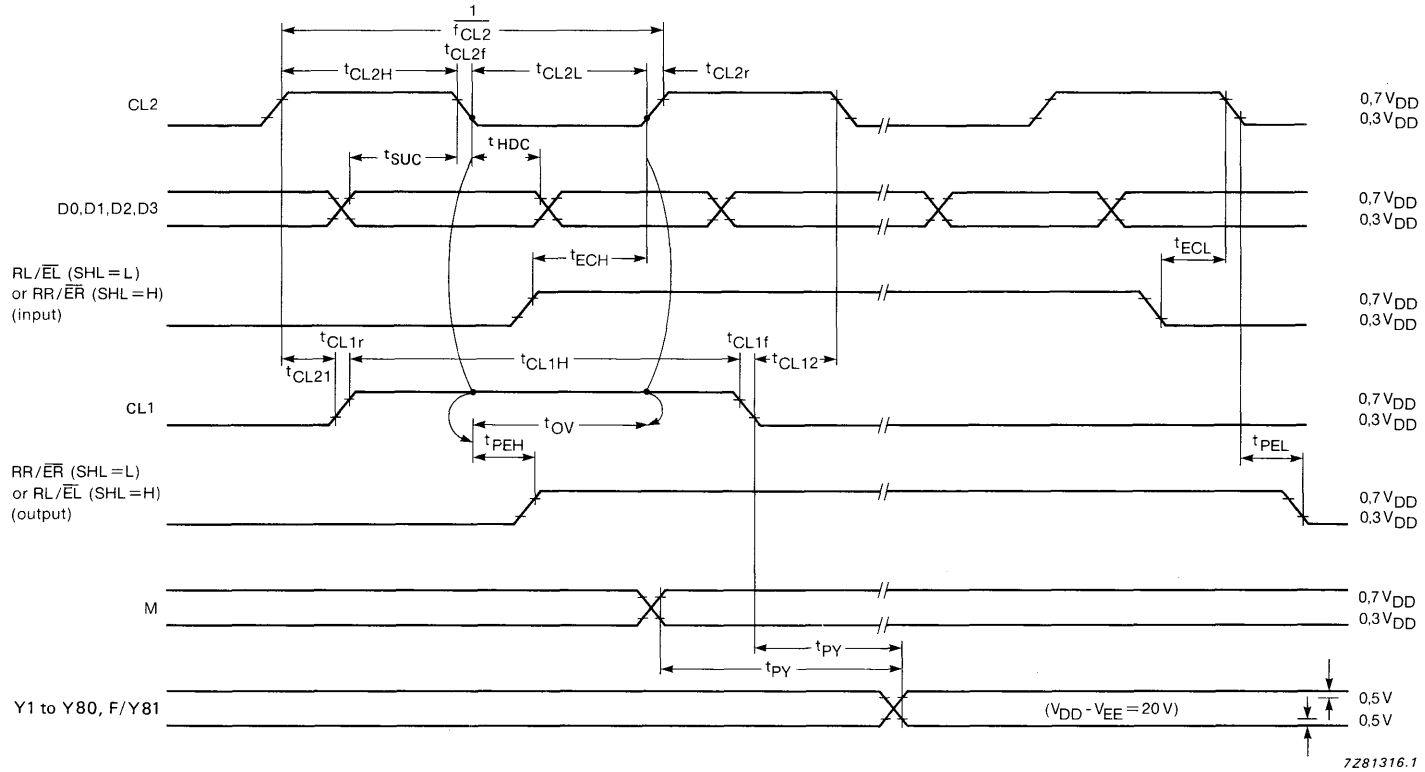 1
fCL2
tCL2f
tCL2H
tCL2L
tCL2r
CL2
0,7 VDD
0,3 VDD
tSUC
tHDC
D0,D1,D2,D3
0,7 VDD
0,3 VDD
tECH
tECL
RL/E̅L̅ (SHL=L)
or RR/E̅R̅ (SHL=H)
(input)
0,7 VDD
0,3 VDD
tCL1r
tCL1H
tCL1f
tCL21
tCL12
CL1
0,7 VDD
0,3 VDD
tOV
tPEH
tPEL
RR/E̅R̅ (SHL=L)
or RL/E̅L̅ (SHL=H)
(output)
0,7 VDD
0,3 VDD
M
0,7 VDD
0,3 VDD
tPY
tPY
Y1 to Y80, F/Y81
(VDD - VEE = 20 V)
0,5 V
0,5 V
7Z81316.1